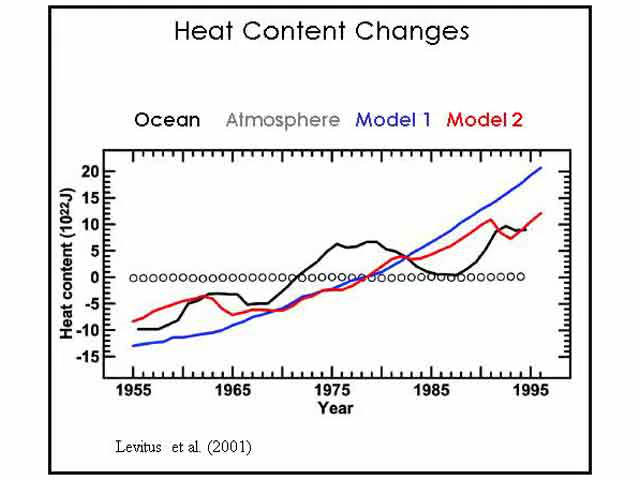 Heat Content Changes
Ocean Atmosphere Model 1 Model 2
20
15
10
5
0
-5
-10
-15
Heat content (10²²J)
1955 1965 1975 1985 1995
Year
Levitus et al. (2001)